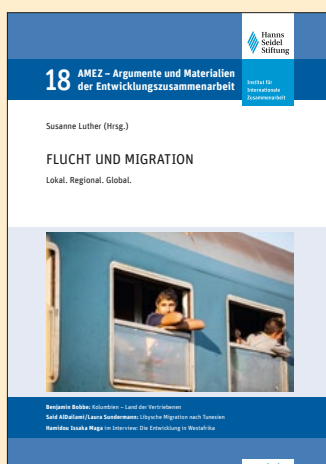 Hanns
Seidel
Stiftung
18
AMEZ – Argumente und Materialien
der Entwicklungszusammenarbeit
Institut für
Internationale
Zusammenarbeit
Susanne Luther (Hrsg.)
FLUCHT UND MIGRATION
Lokal. Regional. Global.
Benjamin Bobbe: Kolumbien – Land der Vertriebenen
Said AlDailami/Laura Sundermann: Libysche Migration nach Tunesien
Hamidou Issaka Maga im Interview: Die Entwicklung in Westafrika